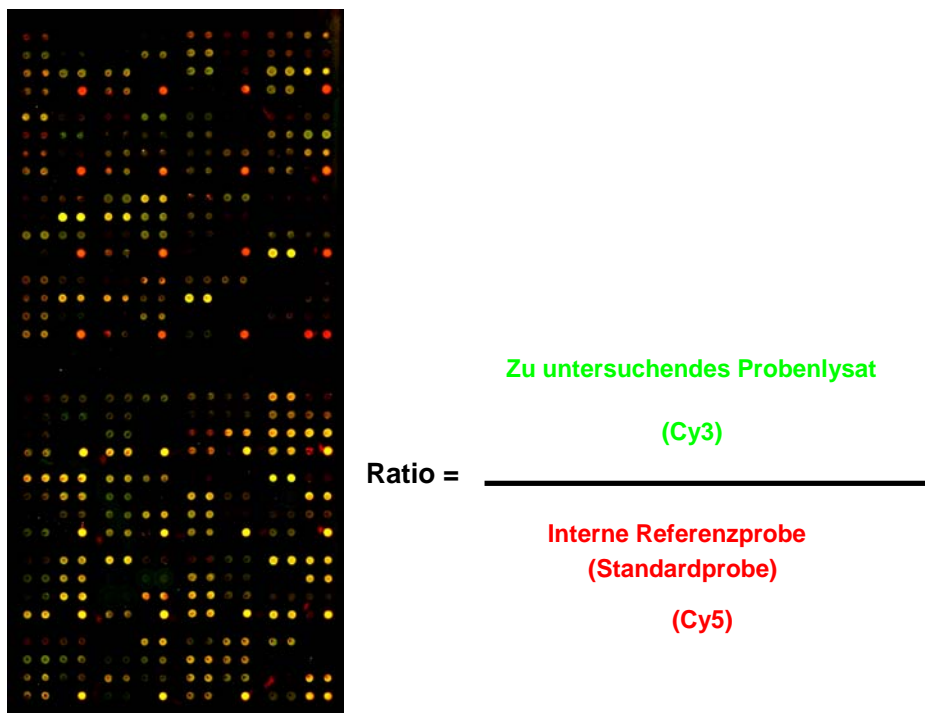 Zu untersuchendes Probenlysat
(Cy3)
Ratio =
Interne Referenzprobe
(Standardprobe)
(Cy5)